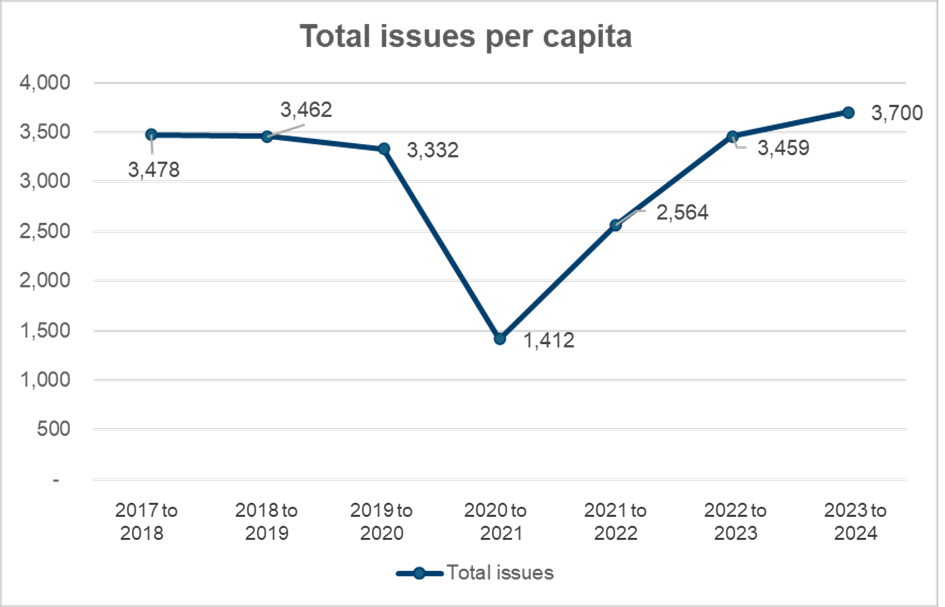 Total issues per capita
4,000
3,500
3,000
2,500
2,000
1,500
1,000
500
-
3,478
3,462
3,332
1,412
2,564
3,459
3,700
2017 to
2018
2018 to
2019
2019 to
2020
2020 to
2021
2021 to
2022
2022 to
2023
2023 to
2024
Total issues